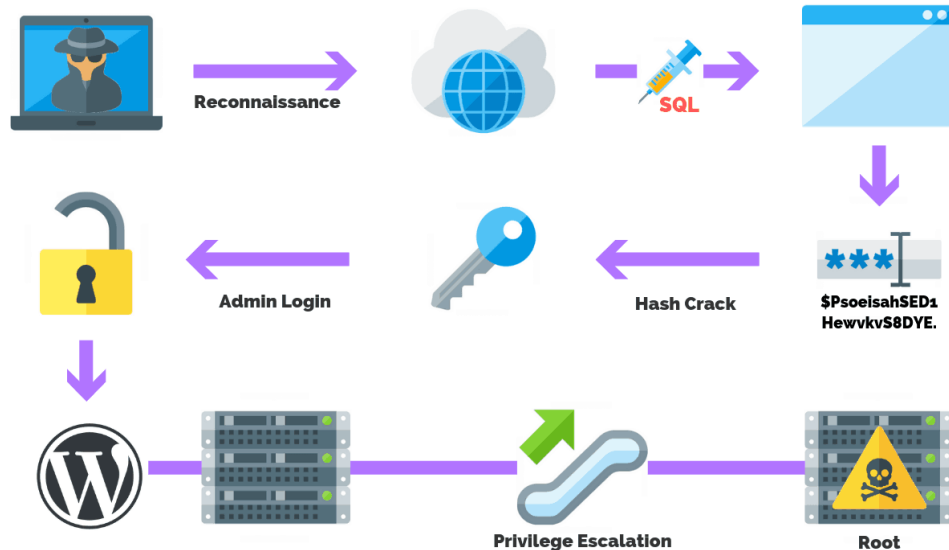 Reconnaissance
SQL
Admin Login
Hash Crack
***
$PsoeisahSED1
HewvkvS8DYE.
Privilege Escalation
Root